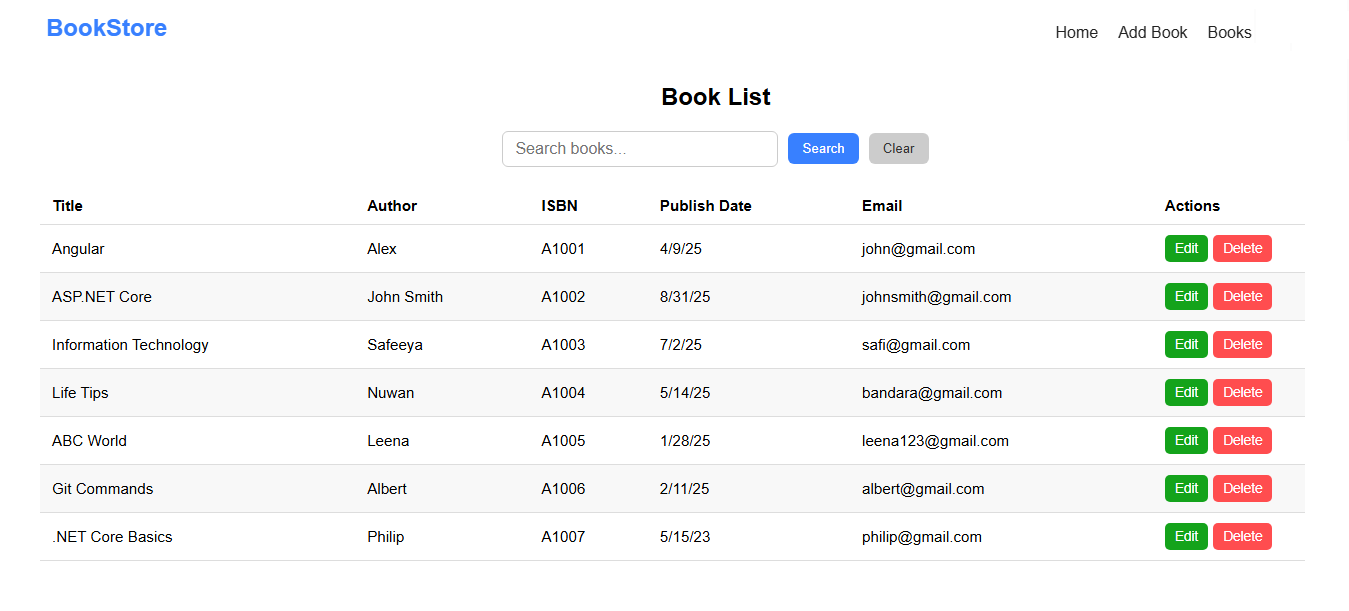 BookStore Home Add Book Books
Book List
Search books... Search Clear
Title Author ISBN Publish Date Email Actions
Angular Alex A1001 4/9/25 john@gmail.com Edit Delete
ASP.NET Core John Smith A1002 8/31/25 johnsmith@gmail.com Edit Delete
Information Technology Safeeya A1003 7/2/25 safi@gmail.com Edit Delete
Life Tips Nuwan A1004 5/14/25 bandara@gmail.com Edit Delete
ABC World Leena A1005 1/28/25 leena123@gmail.com Edit Delete
Git Commands Albert A1006 2/11/25 albert@gmail.com Edit Delete
.NET Core Basics Philip A1007 5/15/23 philip@gmail.com Edit Delete